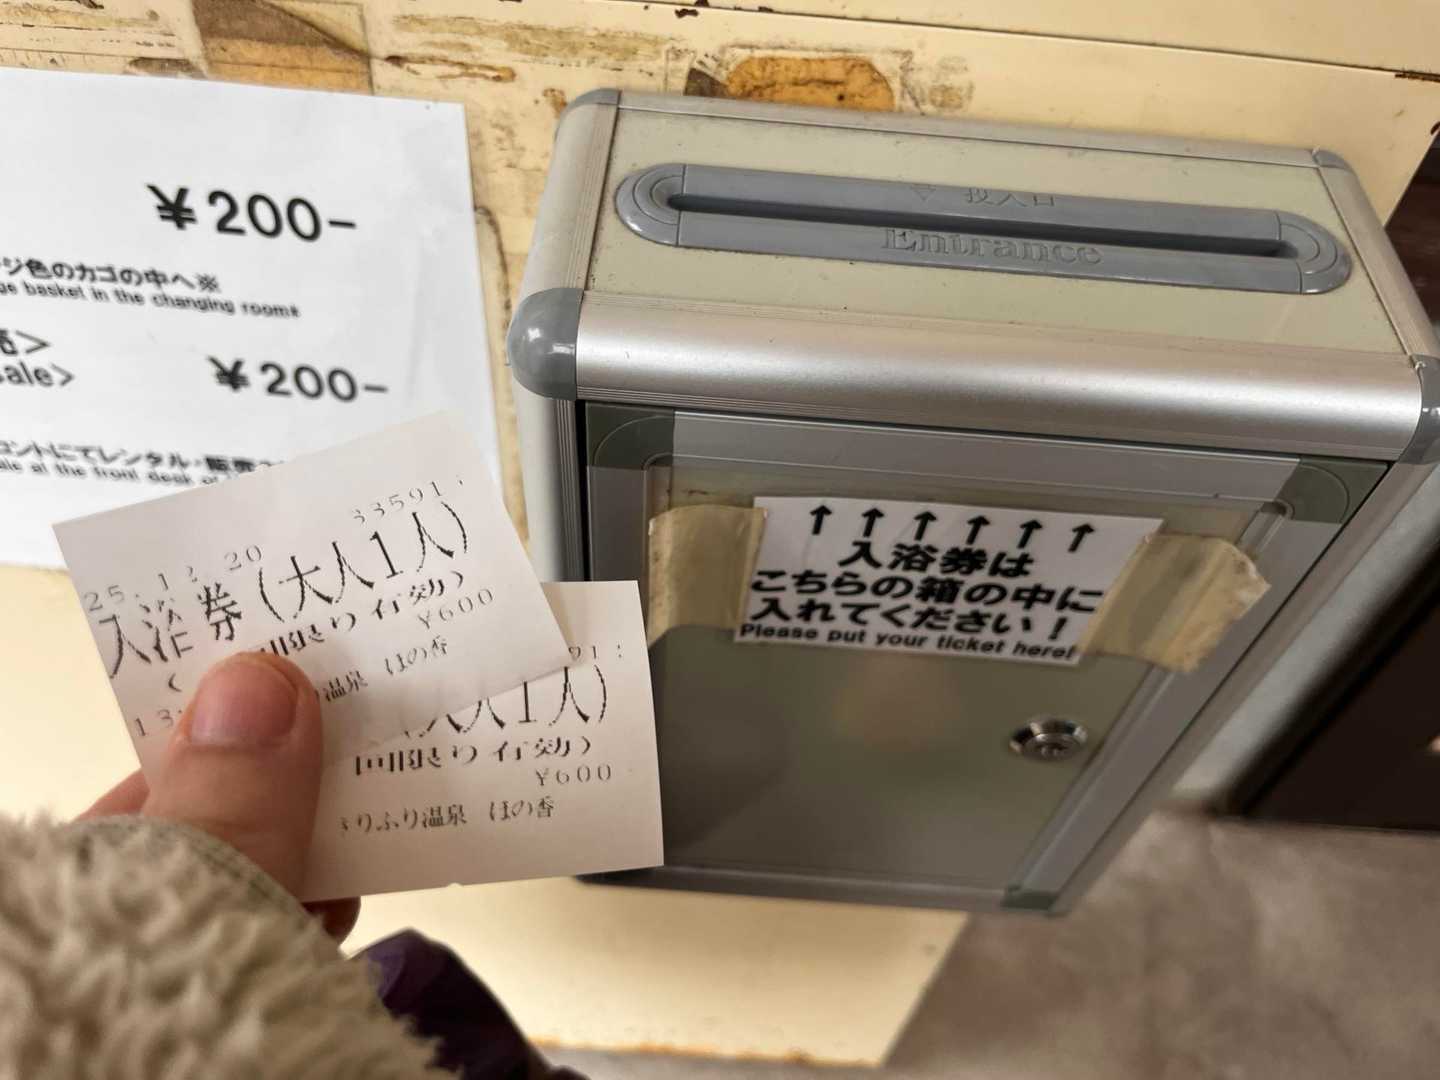 ¥200-
ジ色のカゴの中へ※
basket in the changing room※
¥200-
ントにてレンタル・販売
at the front desk
投入口
Entrance
↑↑↑↑↑↑
入浴券は
こちらの箱の中に
入れてください!
Please put your ticket here!
33591
25.12.20
入浴券(大人1人)
限り有効)
¥600
り温泉 ほの香
13:
91:
人1人)
回限り有効)
¥600
きりふり温泉 ほの香